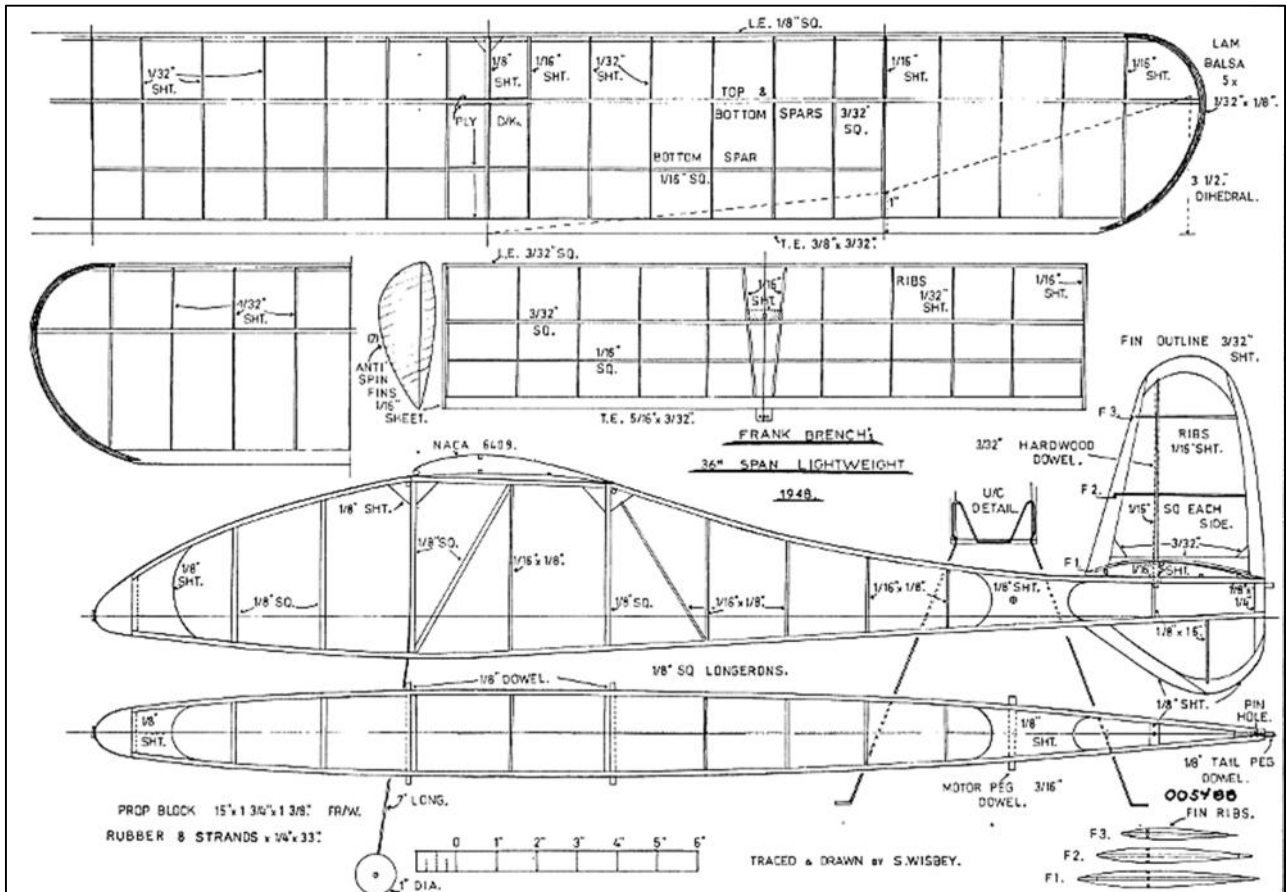 L.E. 1/8" SQ.
1/32"
SHT.
1/8"
SHT.
1/16"
SHT.
1/32"
SHT.
1/16"
SHT.
1/16"
SHT.
LAM
BALSA
5 x
1/32" x 1/8".
TOP &
BOTTOM SPARS
3/32"
SQ.
PLY
BOTTOM SPAR
1/16" SQ.
1"
3 1/2"
DIHEDRAL.
T.E. 3/8" x 3/32".
L.E. 3/32" SQ.
1/32"
SHT.
(2)
ANTI
SPIN
FINS
1/16"
SHEET.
3/32"
SQ.
1/16"
SQ.
1/16"
SHT.
RIBS
1/32"
SHT.
1/16"
SHT.
T.E. 5/16" x 3/32".
FIN OUTLINE 3/32"
SHT.
F3.
RIBS
1/16" SHT.
3/32" HARDWOOD
DOWEL.
F2.
1/16" SQ EACH
SIDE.
3/32"
F1.
1/16" SHT.
FRANK BRENCH'S
36" SPAN LIGHTWEIGHT
1948.
NACA 6409.
U/C
DETAIL.
1/8" SHT.
1/8"
SHT.
1/8" SQ.
1/8" SQ.
1/16" x 1/8".
1/8" SQ.
1/16" x 1/8".
1/16" x 1/8".
1/8" SHT.
1/8" x
1/4"
1/8" x 16.
1/8" SQ LONGERONS.
1/8" SHT.
1/8" DOWEL.
1/8"
SHT.
1/8"
SHT.
PIN
HOLE.
1/8" TAIL PEG
DOWEL.
MOTOR PEG 3/16"
DOWEL.
PROP BLOCK 15" x 1 3/4" x 1 3/8". FR/W.
RUBBER 8 STRANDS x 1/4" x 33".
7" LONG.
1" DIA.
0 1" 2" 3" 4" 5" 6"
TRACED & DRAWN BY S.WISBEY.
005488
FIN RIBS.
F3.
F2.
F1.